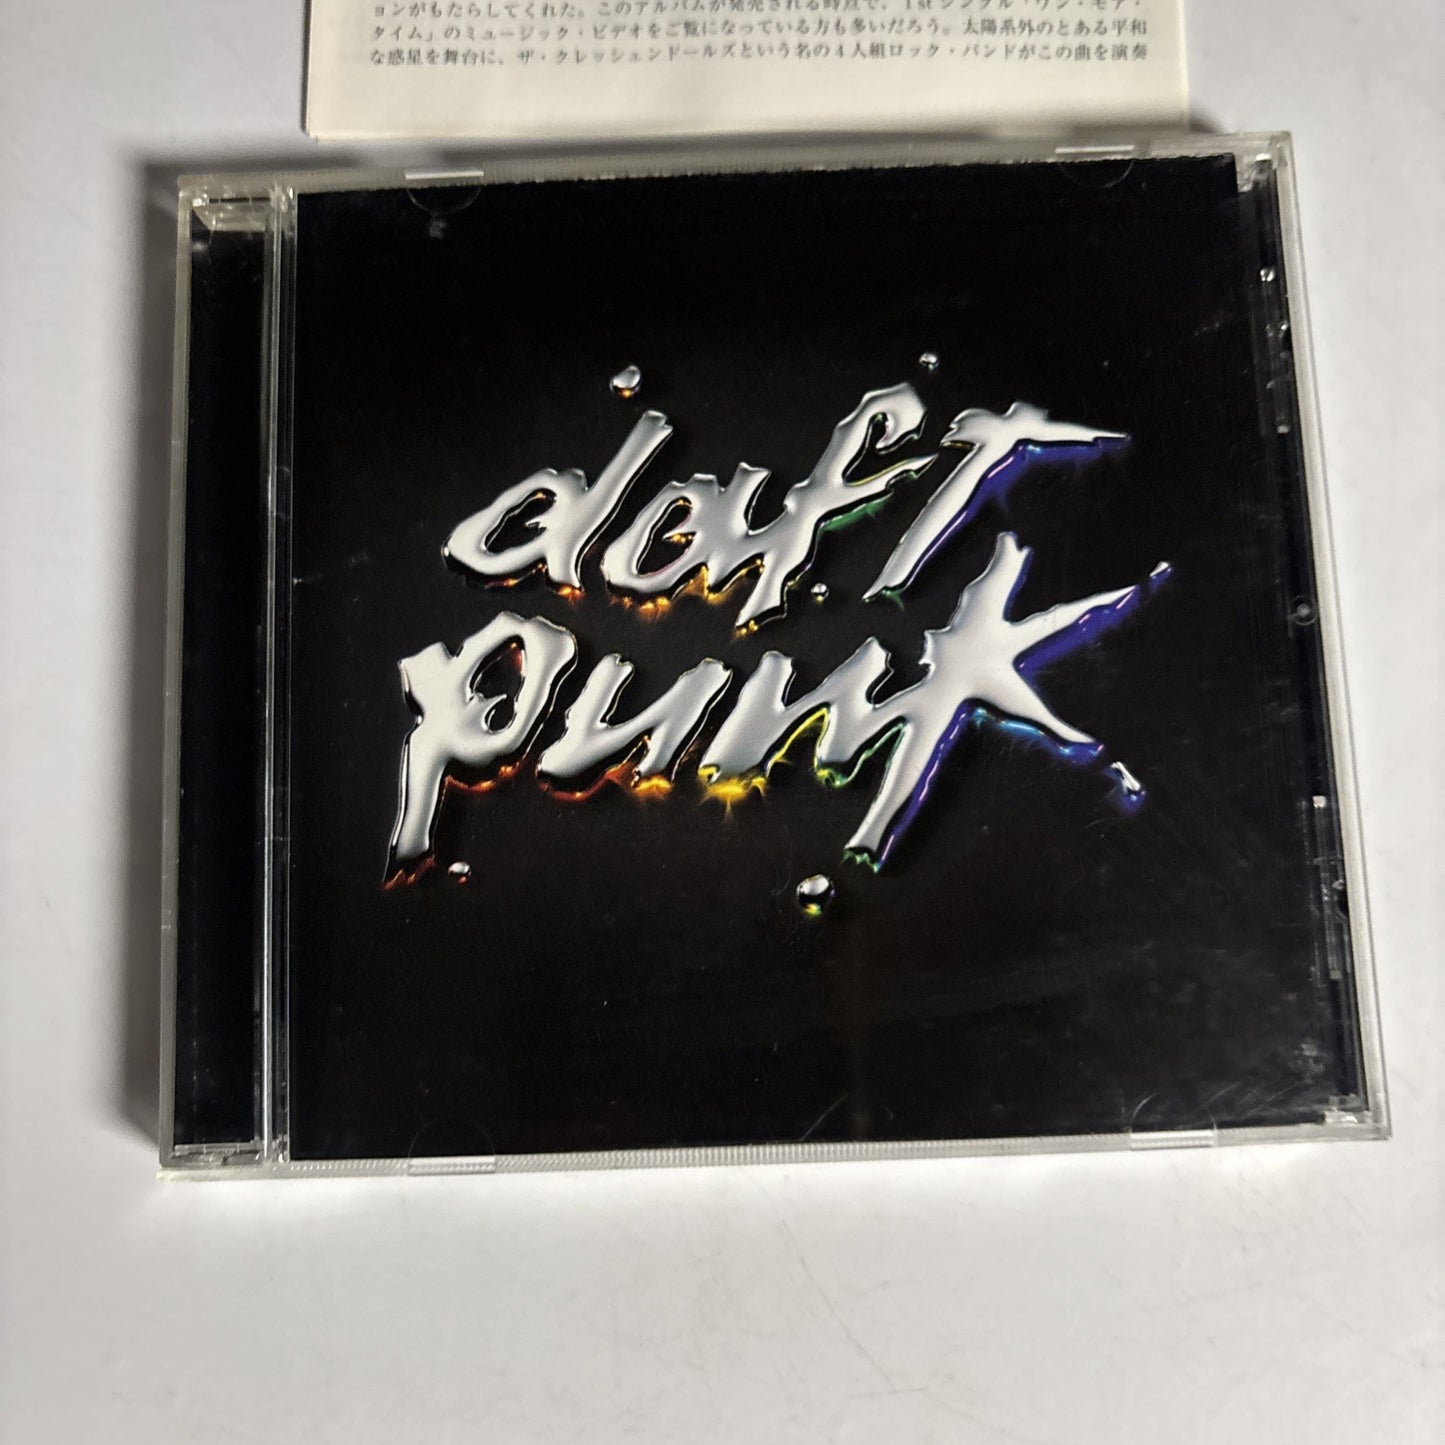 ョンがもたらしてくれた。このアルバムが発売される時点で、1stシングル「ワン・モア・
タイム」のミュージック・ビデオをご覧になっている方も多いだろう。太陽系外のとある平和
な惑星を舞台に、ザ・クレッシェンドールズという名の4人組ロック・バンドがこの曲を演奏
daft
punk